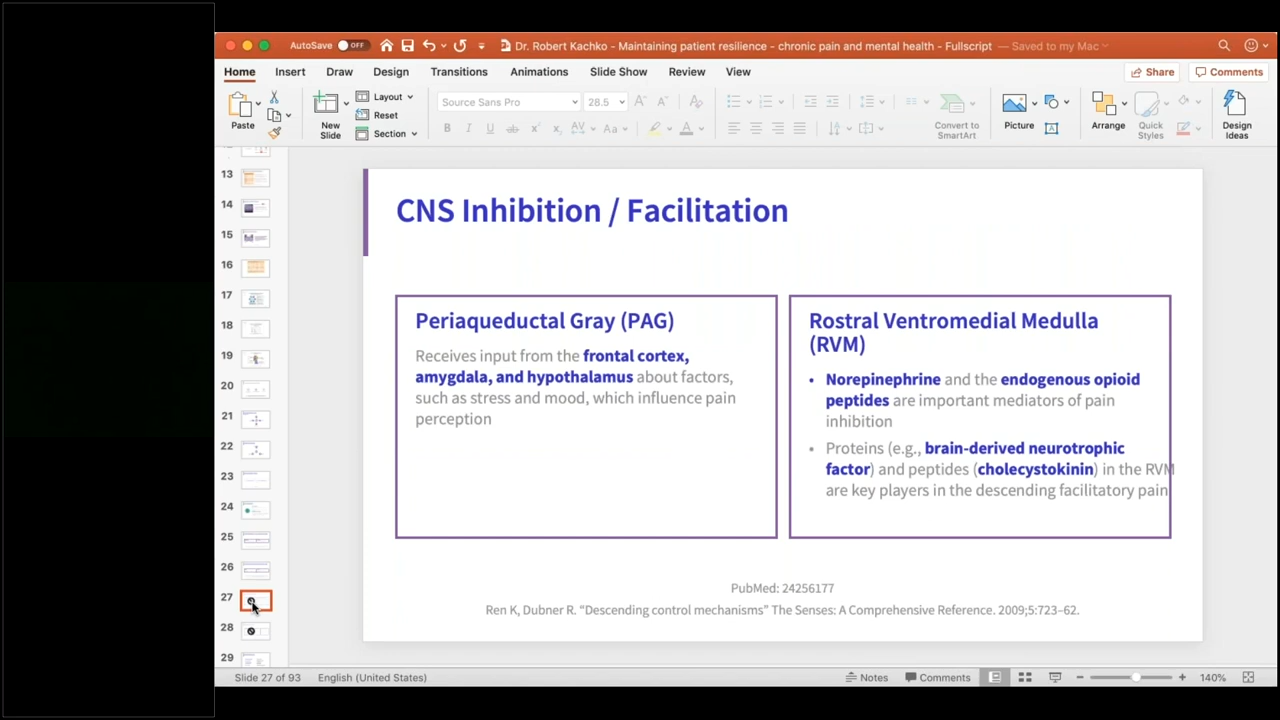 AutoSave OFF Dr. Robert Kachko - Maintaining patient resilience - chronic pain and mental health - Fullscript — Saved to my Mac
Home Insert Draw Design Transitions Animations Slide Show Review View Share Comments
Paste
New
Slide
Layout
Reset
Section
Source Sans Pro 28.5
Convert to
SmartArt
Picture
Arrange
Quick
Styles
Design
Ideas
13
14
15
16
17
18
19
20
21
22
23
24
25
26
27
28
29
CNS Inhibition / Facilitation
Periaqueductal Gray (PAG)
Receives input from the frontal cortex,
amygdala, and hypothalamus about factors,
such as stress and mood, which influence pain
perception
Rostral Ventromedial Medulla
(RVM)
• Norepinephrine and the endogenous opioid
peptides are important mediators of pain
inhibition
• Proteins (e.g., brain-derived neurotrophic
factor) and peptides (cholecystokinin) in the RVM
are key players in the descending facilitatory pain
PubMed: 24256177
Ren K, Dubner R. “Descending control mechanisms” The Senses: A Comprehensive Reference. 2009;5:723–62.
Slide 27 of 93 English (United States) Notes Comments 140%